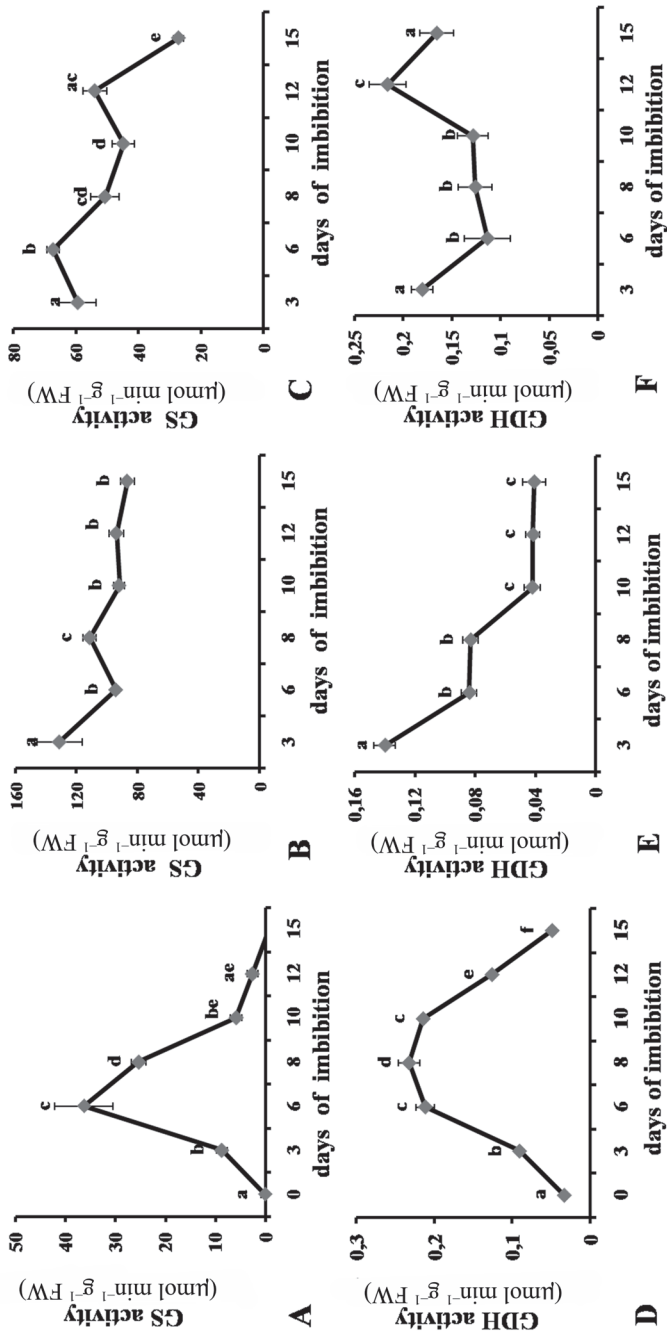 A
GS activity
(µmol min⁻¹ g⁻¹ FW)
50
40
30
20
10
0
a
b
c
d
be
ae
0
3
6
8
10
12
15
days of imbibition
B
GS activity
(µmol min⁻¹ g⁻¹ FW)
160
120
80
40
0
a
b
c
b
b
b
3
6
8
10
12
15
days of imbibition
C
GS activity
(µmol min⁻¹ g⁻¹ FW)
80
60
40
20
0
a
b
cd
d
ac
e
3
6
8
10
12
15
days of imbibition
D
GDH activity
(µmol min⁻¹ g⁻¹ FW)
0,3
0,2
0,1
0
a
b
c
d
c
e
f
0
3
6
8
10
12
15
days of imbibition
E
GDH activity
(µmol min⁻¹ g⁻¹ FW)
0,16
0,12
0,08
0,04
0
a
b
b
c
c
c
3
6
8
10
12
15
days of imbibition
F
GDH activity
(µmol min⁻¹ g⁻¹ FW)
0,25
0,2
0,15
0,1
0,05
0
a
b
b
b
c
a
3
6
8
10
12
15
days of imbibition